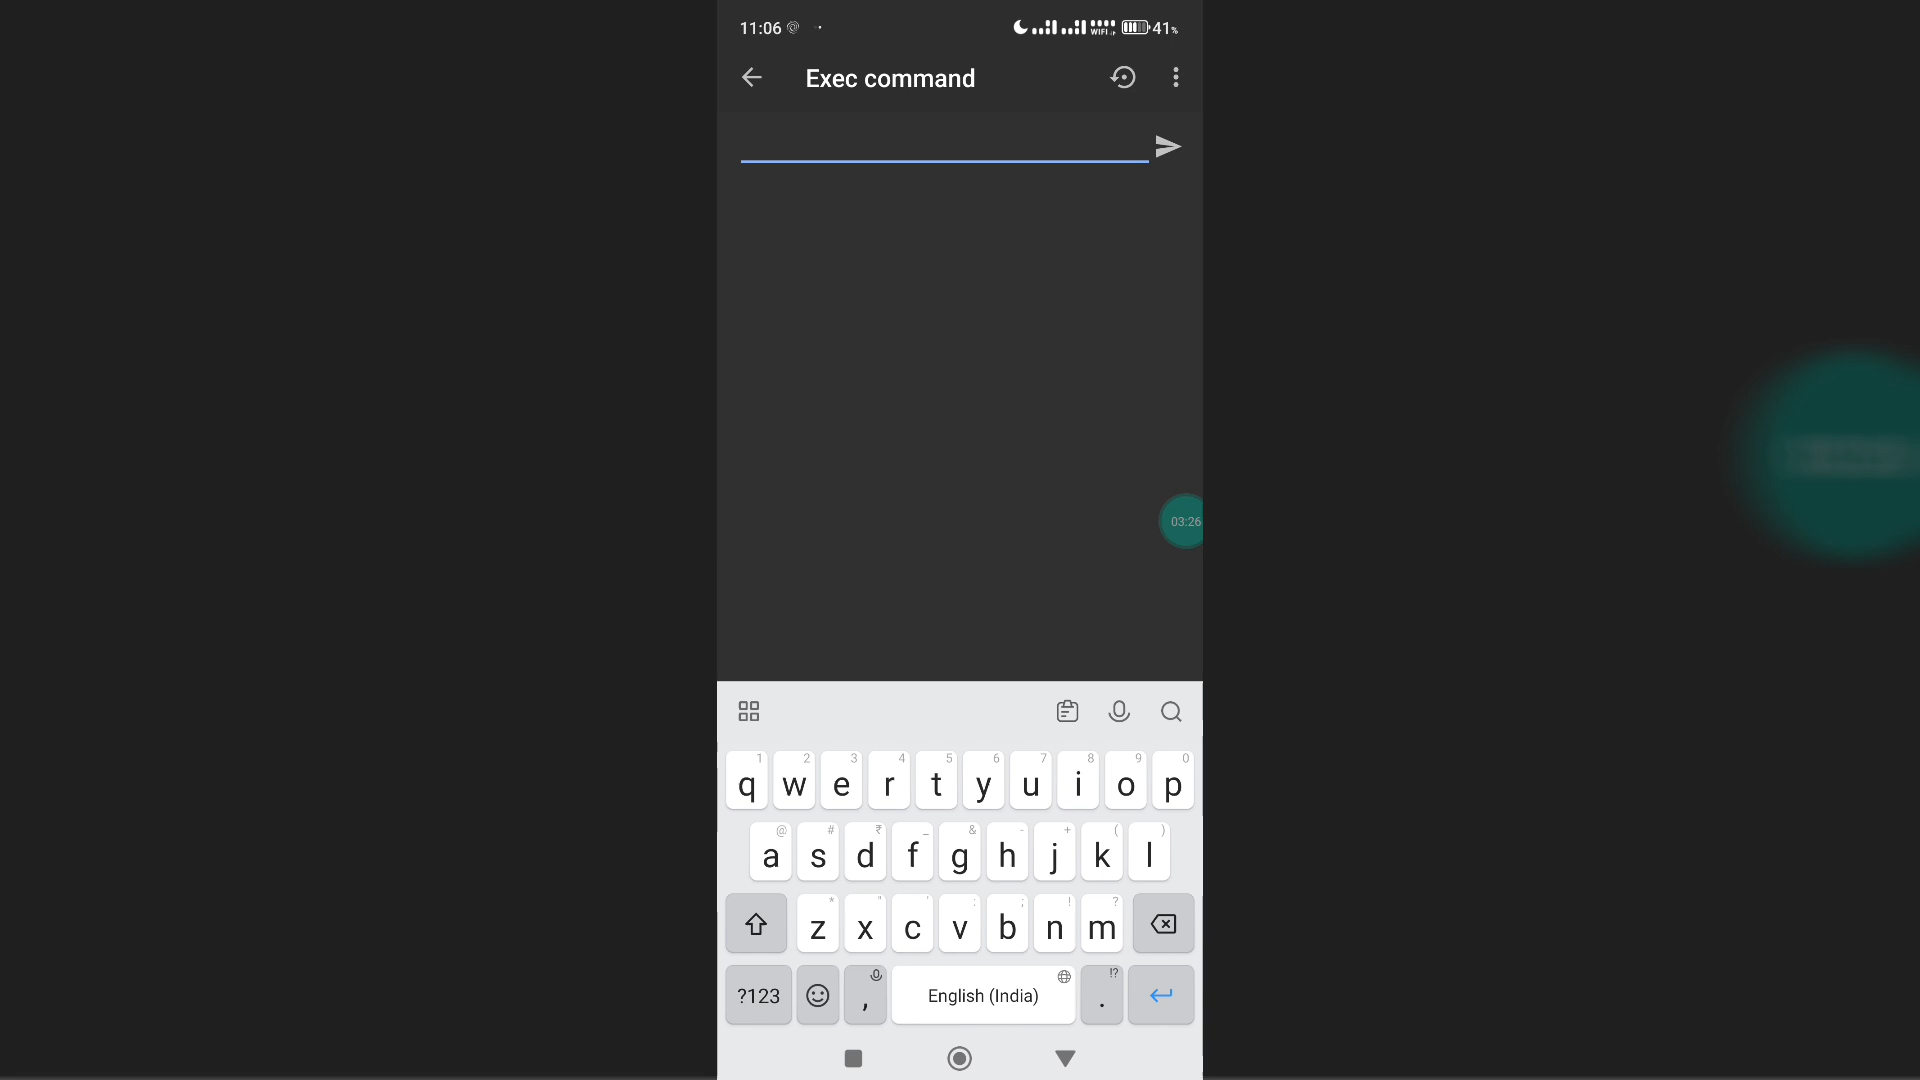 11:06 WIFI 41%
Exec command
03:26
1 2 3 4 5 6 7 8 9 0
q w e r t y u i o p
@ # ₹ _ & - + ( )
a s d f g h j k l
* " ' : ; ! ?
z x c v b n m
!?
?123 , English (India) .